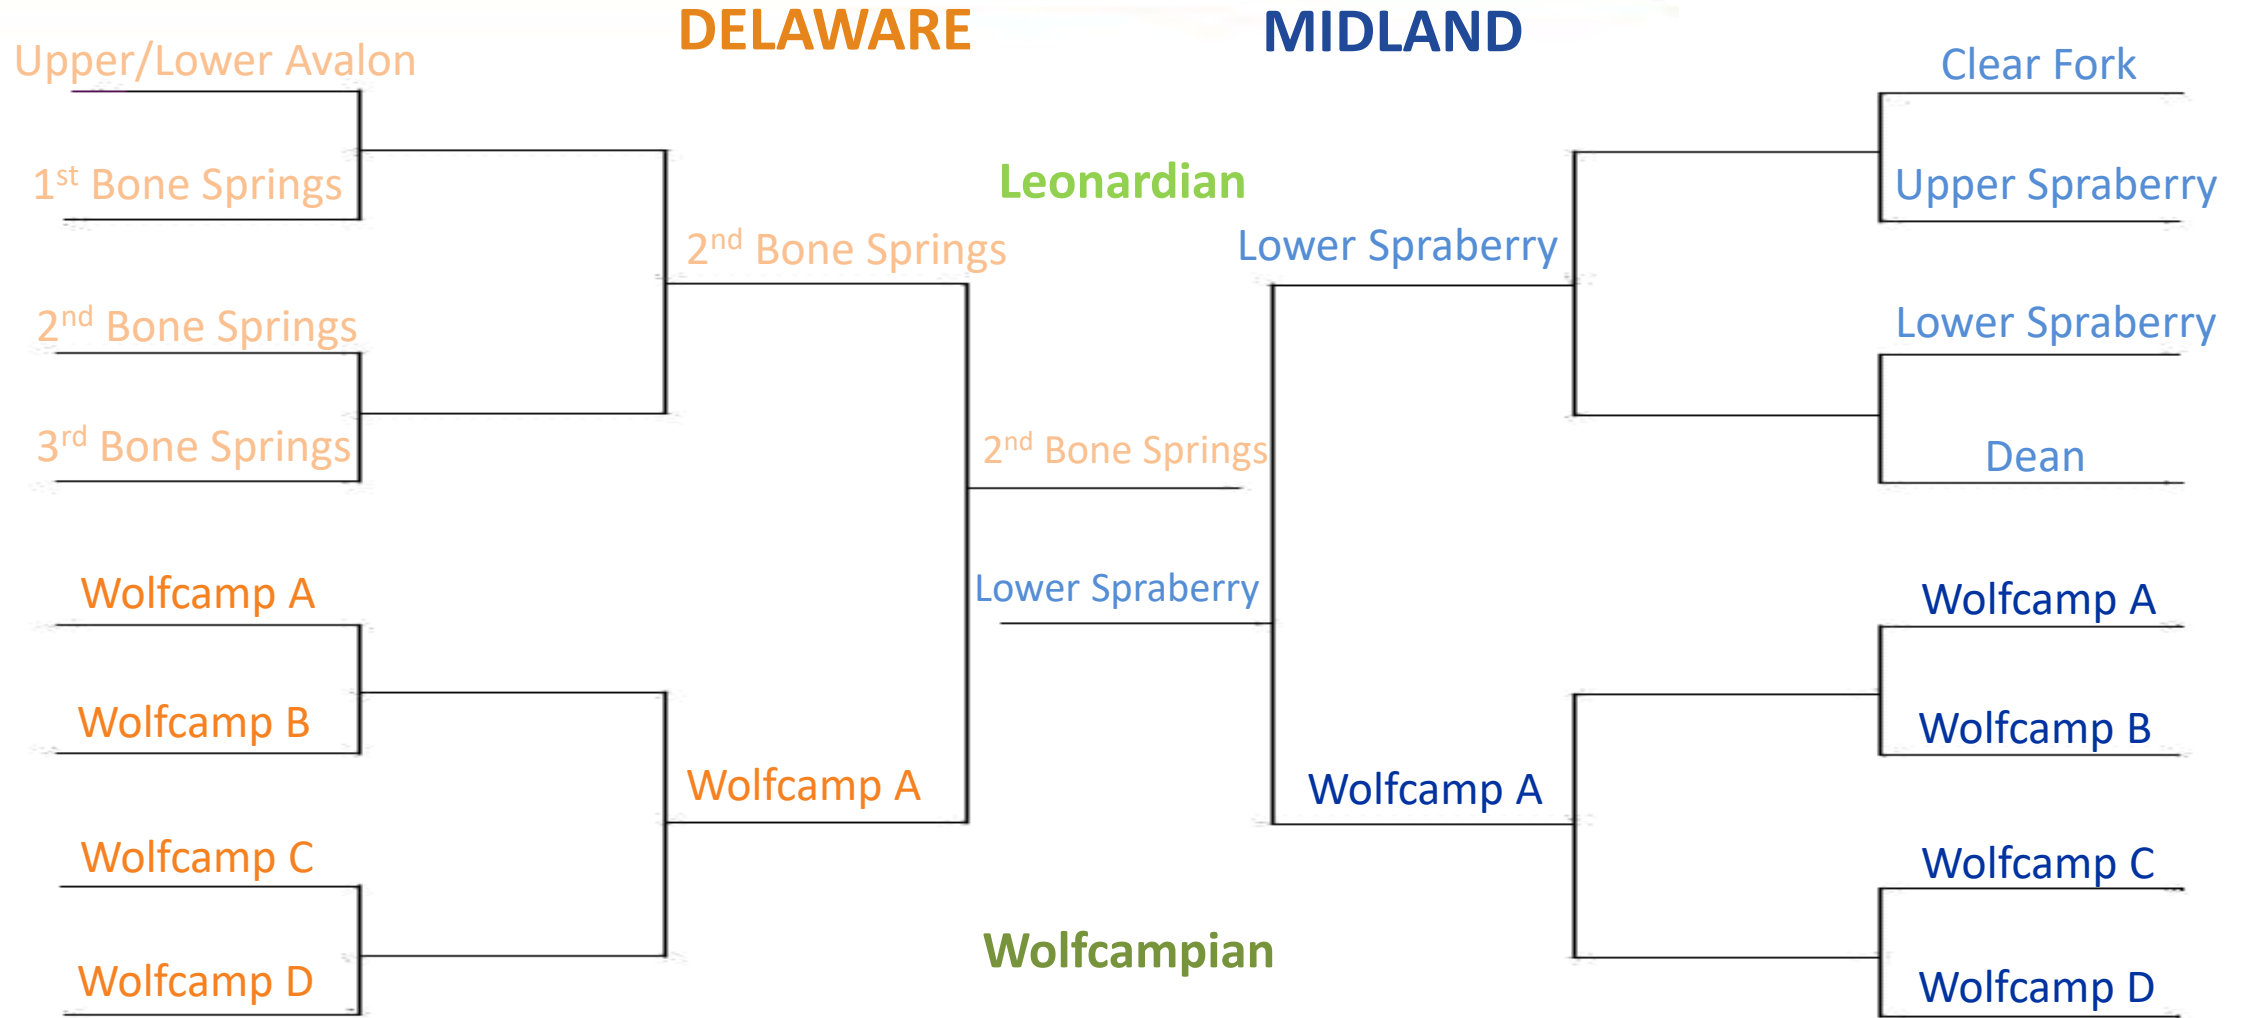 DELAWARE
MIDLAND
Upper/Lower Avalon
1st Bone Springs
2nd Bone Springs
3rd Bone Springs
Wolfcamp A
Wolfcamp B
Wolfcamp C
Wolfcamp D
2nd Bone Springs
Wolfcamp A
Leonardian
2nd Bone Springs
Lower Spraberry
Wolfcampian
Lower Spraberry
Wolfcamp A
Clear Fork
Upper Spraberry
Lower Spraberry
Dean
Wolfcamp A
Wolfcamp B
Wolfcamp C
Wolfcamp D